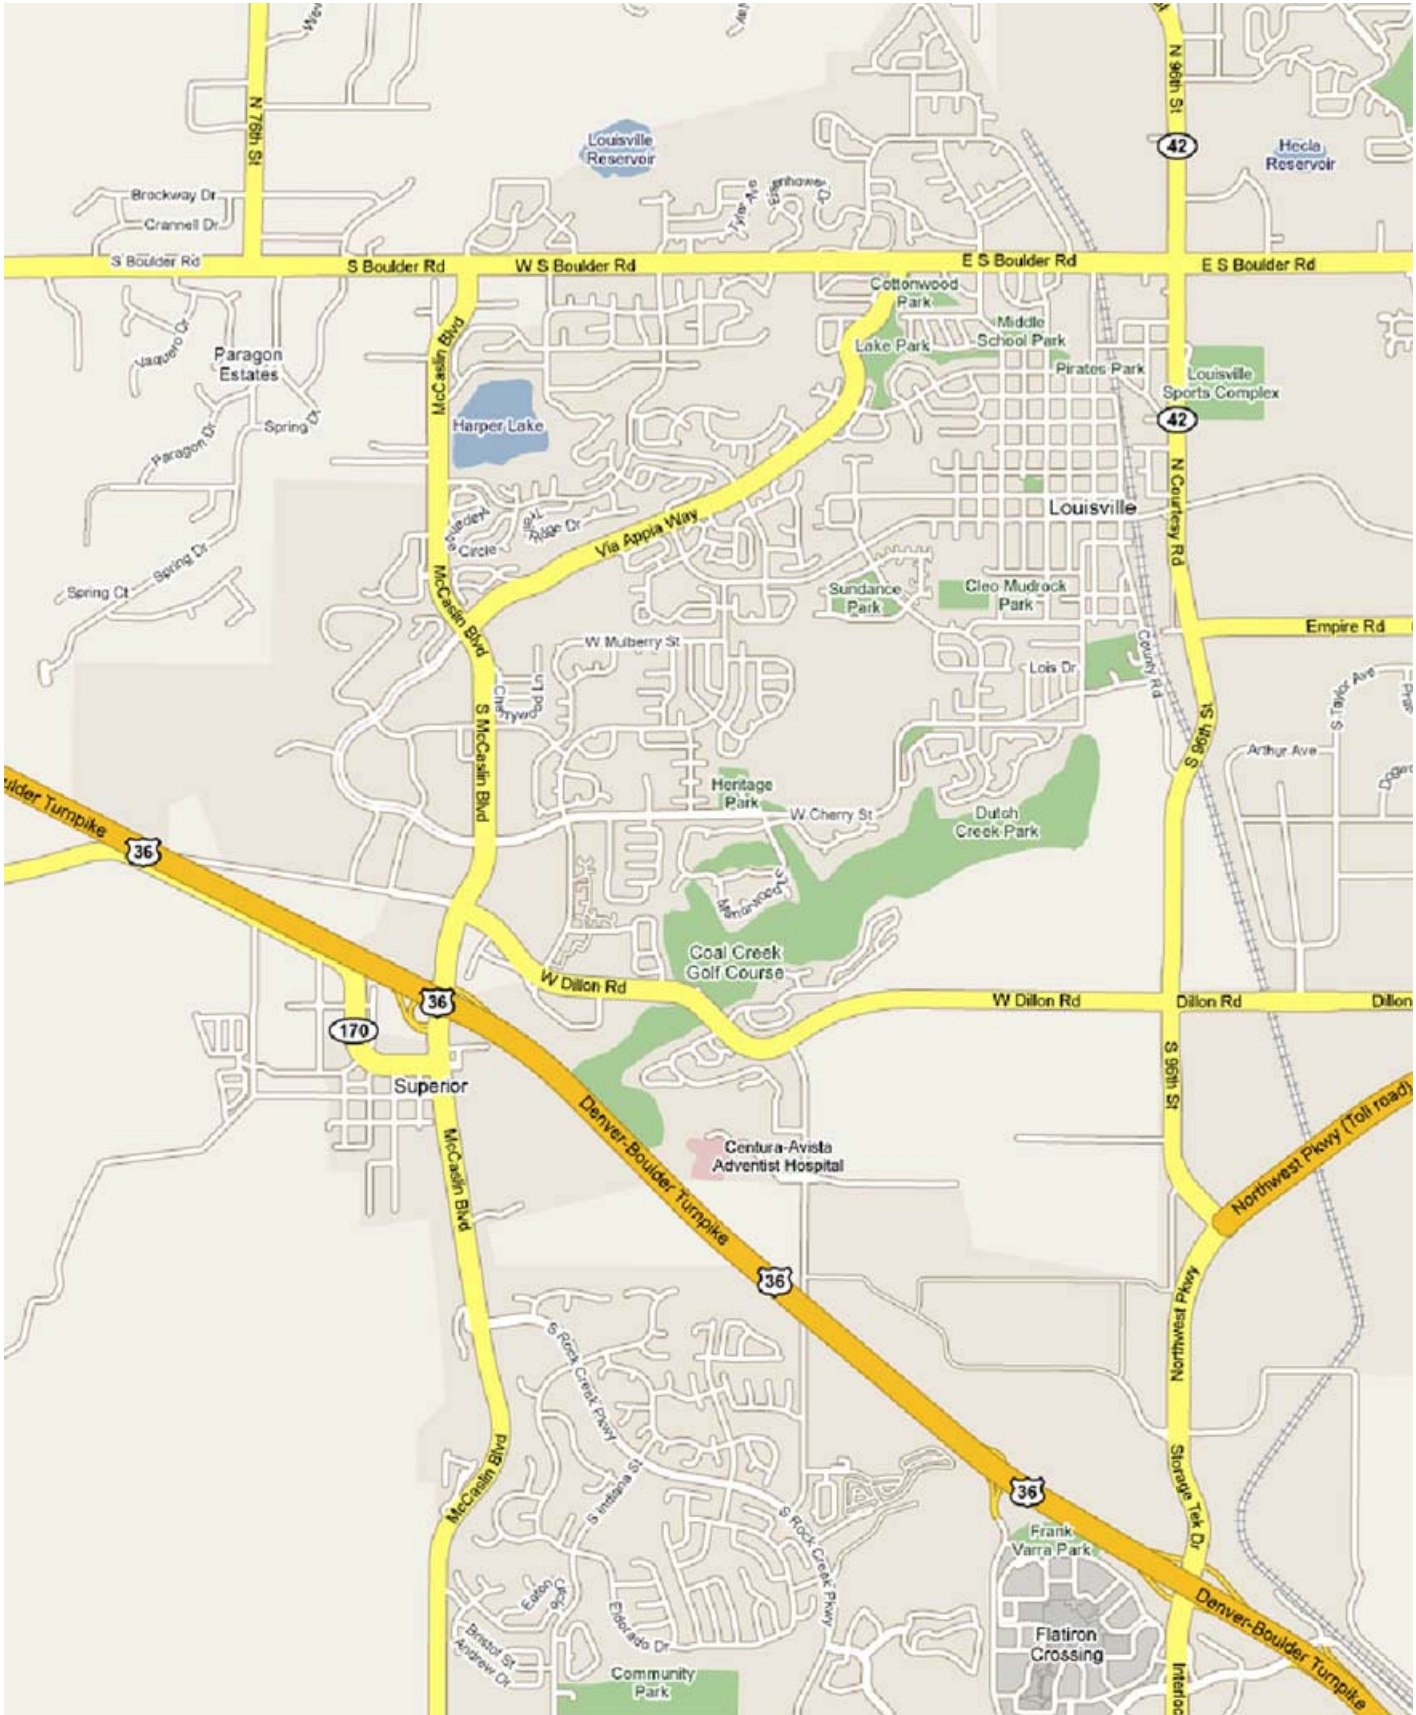 N 96th St
N 76th St
Louisville
Reservoir
42
Hecla
Reservoir
Brockway Dr
Tyler Ave
Crannell Dr
S Boulder Rd
S Boulder Rd
W S Boulder Rd
E S Boulder Rd
E S Boulder Rd
Cottonwood
Park
Middle
School Park
Vaquero Dr
McCaslin Blvd
Lake Park
Paragon
Estates
Pirates Park
Louisville
Sports Complex
Harper Lake
Spring Dr
42
Paragon Dr
N Courtesy Rd
Louisville
Trail
Ridge Dr
Via Appia Way
Circle
Spring Dr
McCaslin Blvd
Spring Ct
Sundance
Park
Cleo Mudrock
Park
Empire Rd
W Mulberry St
County Rd
Lois Dr
S Taylor Ave
S McCaslin Blvd
S 96th St
Arthur Ave
ulder Turnpike
Heritage
Park
W Cherry St
Dutch
Creek Park
36
Coal Creek
Golf Course
W Dillon Rd
36
W Dillon Rd
Dillon Rd
Dillon
170
Superior
S 96th St
Denver-Boulder Turnpike
Northwest Pkwy (Toll road)
McCaslin Blvd
Centura-Avista
Adventist Hospital
36
Northwest Pkwy
S Rock Creek Pkwy
McCaslin Blvd
S Indiana St
Storage Tek Dr
36
S Rock Creek Pkwy
Frank
Varra Park
Eaton
Circle
Eldorado Dr
Bristol St
Andrew Dr
Flatiron
Crossing
Denver-Boulder Turnpike
Community
Park
Interloc